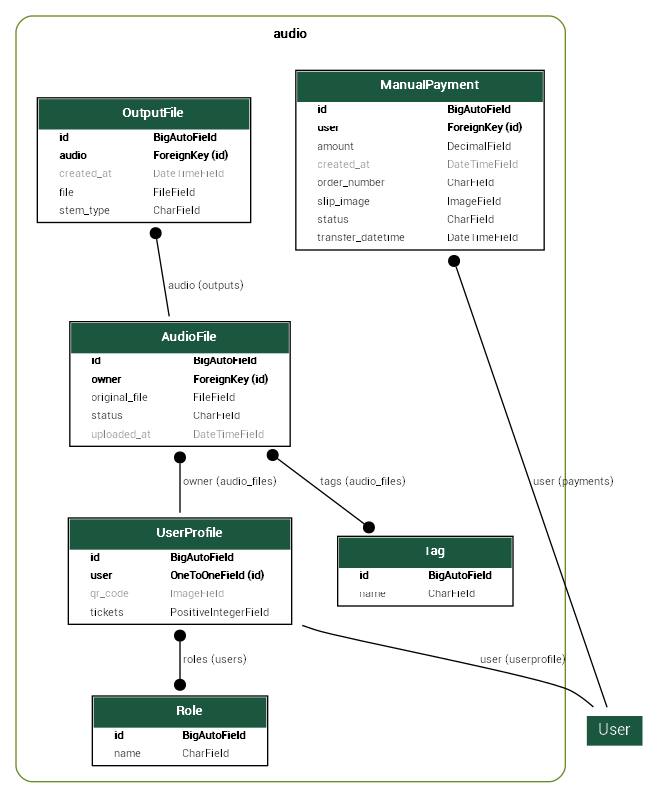 audio
OutputFile
id BigAutoField
audio ForeignKey (id)
created_at DateTimeField
file FileField
stem_type CharField
ManualPayment
id BigAutoField
user ForeignKey (id)
amount DecimalField
created_at DateTimeField
order_number CharField
slip_image ImageField
status CharField
transfer_datetime DateTimeField
audio (outputs)
AudioFile
id BigAutoField
owner ForeignKey (id)
original_file FileField
status CharField
uploaded_at DateTimeField
owner (audio_files)
tags (audio_files)
user (payments)
UserProfile
id BigAutoField
user OneToOneField (id)
qr_code ImageField
tickets PositiveIntegerField
Tag
id BigAutoField
name CharField
roles (users)
user (userprofile)
Role
id BigAutoField
name CharField
User